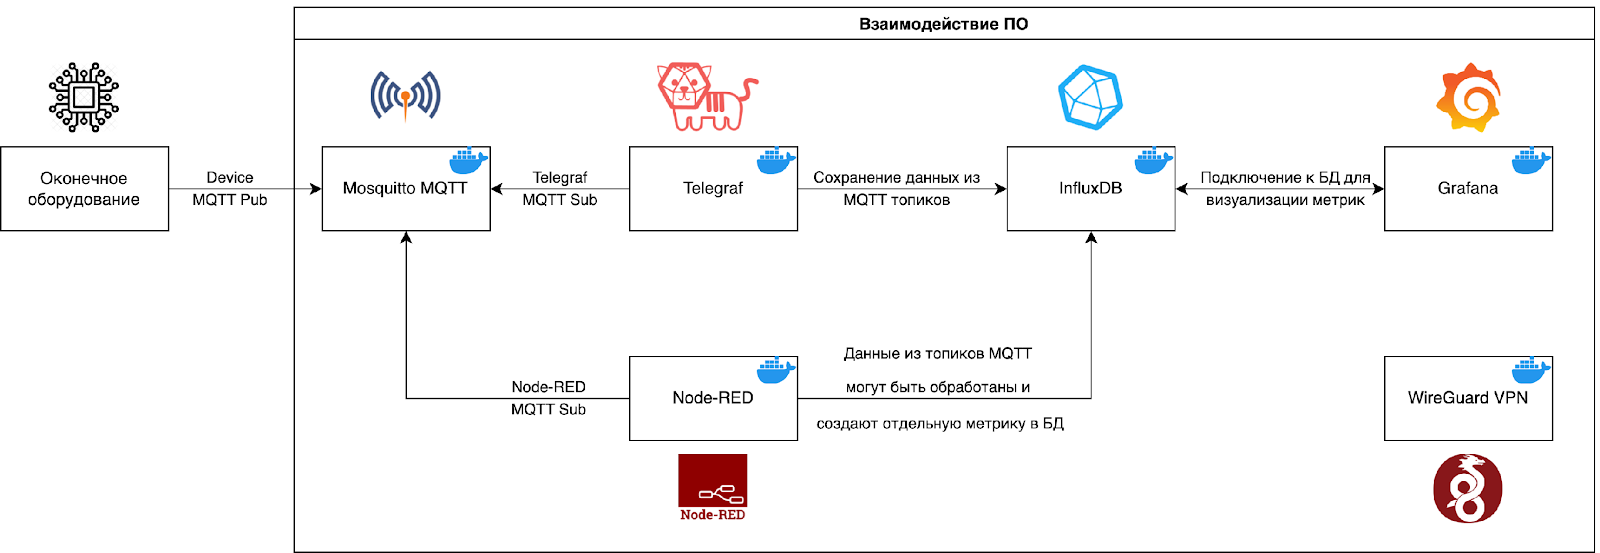 Взаимодействие ПО
Оконечное
оборудование
Device
MQTT Pub
Mosquitto MQTT
Telegraf
MQTT Sub
Telegraf
Сохранение данных из
MQTT топиков
InfluxDB
Подключение к БД для
визуализации метрик
Grafana
Node-RED
MQTT Sub
Node-RED
Данные из топиков MQTT
могут быть обработаны и
создают отдельную метрику в БД
WireGuard VPN
Node-RED